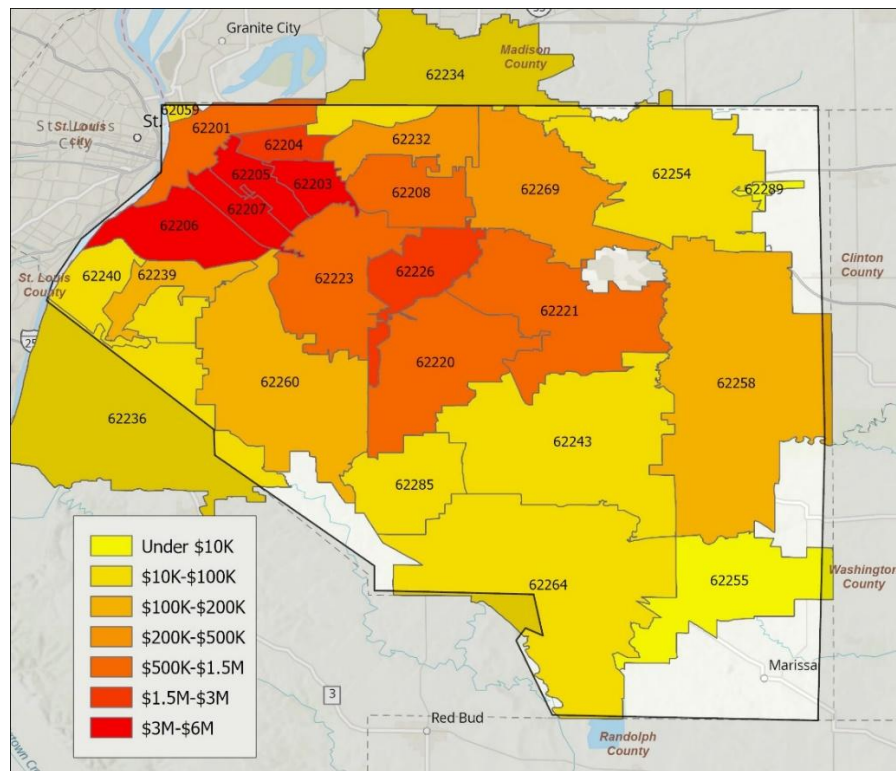 Granite City
55
Madison
County
62234
62059
St. Louis
city
St.
62201
62204
62232
62205
62203
62208
62269
62254
62289
62206
62207
62240
62239
St. Louis
County
62223
62226
62221
Clinton
County
25
62260
62220
62258
62236
62243
62285
Under $10K
$10K-$100K
$100K-$200K
$200K-$500K
$500K-$1.5M
$1.5M-$3M
$3M-$6M
62264
62255
Washington
County
Marissa
3
Red Bud
Randolph
County